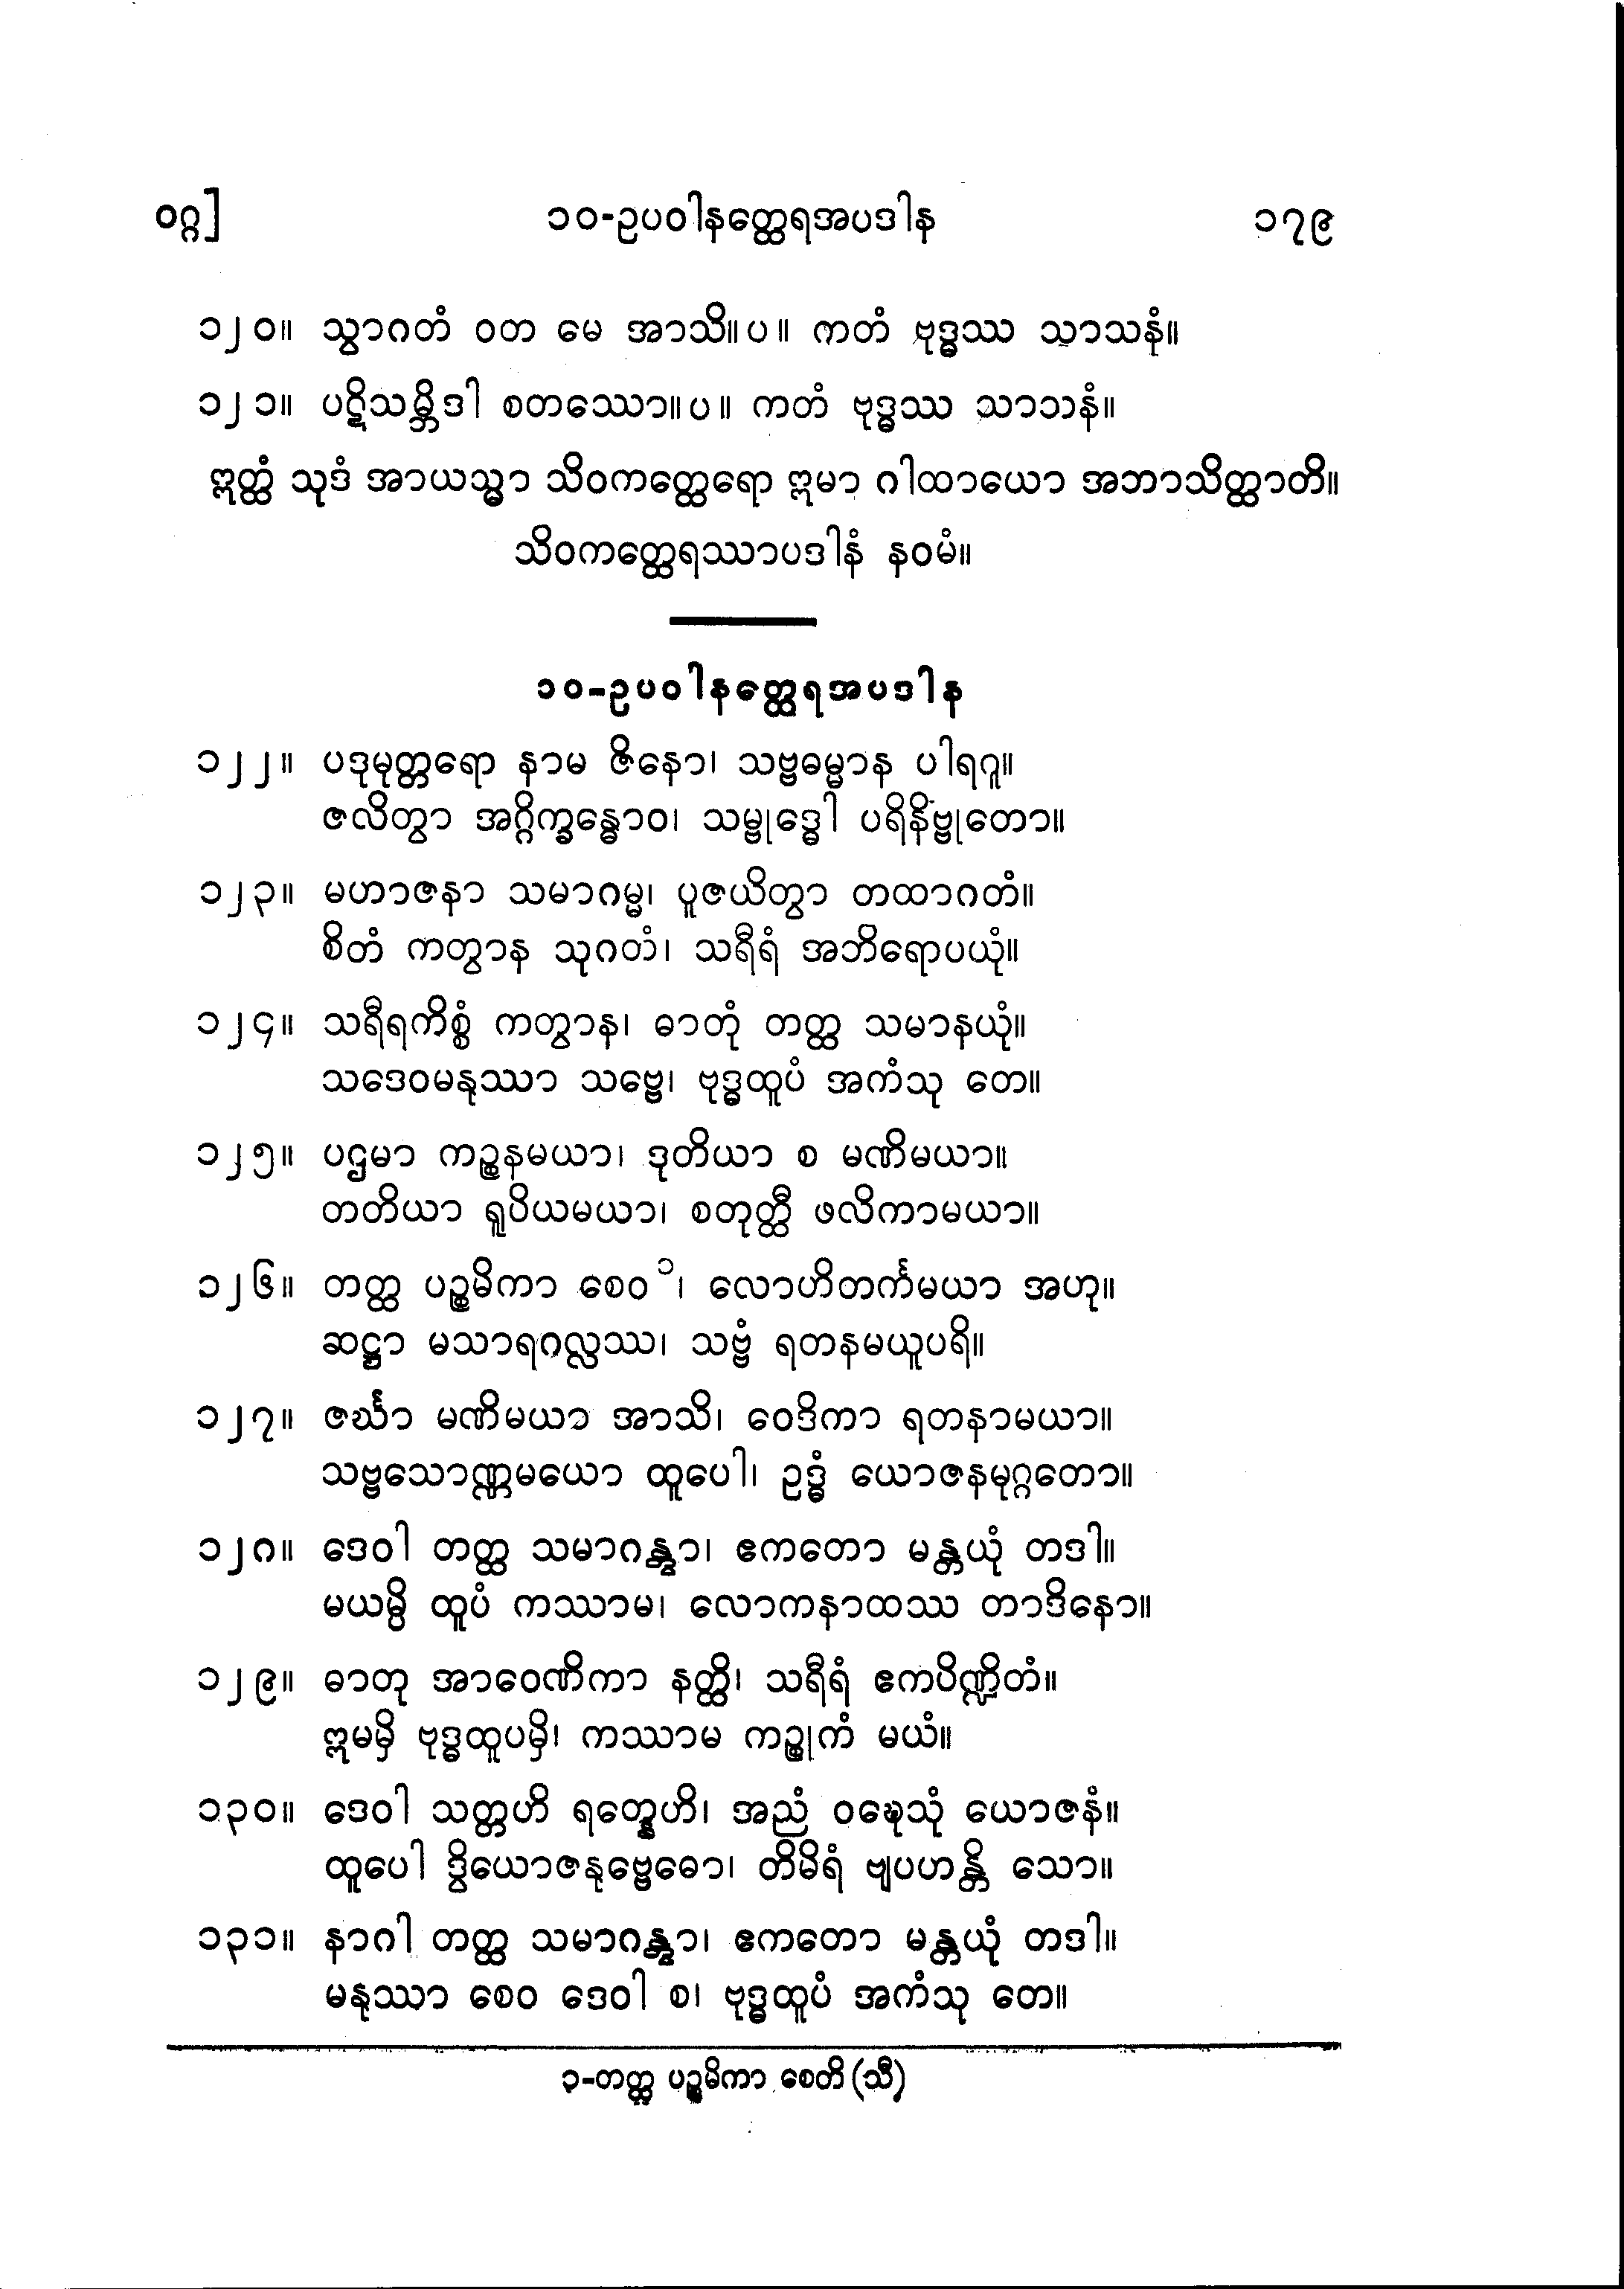 ဝဂ္ဂ] ၁၀-ဥပဝါနတ္ထေရအပဒါန ၁၇၉
၁၂၀။ သွာဂတံ ဝတ မေ အာသိ။ပ။ ကတံ ဗုဒ္ဓဿ သာသနံ။
၁၂၁။ ပဋိသမ္ဘိဒါ စတဿော။ပ။ ကတံ ဗုဒ္ဓဿ သာသနံ။
ဣတ္ထံ သုဒံ အာယသ္မာ သိဝကတ္ထေရော ဣမာ ဂါထာယော အဘာသိတ္ထာတိ။
သိဝကတ္ထေရဿာပဒါနံ နဝမံ။
၁၀-ဥပဝါနတ္ထေရအပဒါန
၁၂၂။ ပဒုမုတ္တရော နာမ ဇိနော၊ သဗ္ဗဓမ္မာန ပါရဂူ။
ဇလိတွာ အဂ္ဂိက္ခန္ဓောဝ၊ သမ္ဗုဒ္ဓေါ ပရိနိဗ္ဗုတော။
၁၂၃။ မဟာဇနာ သမာဂမ္မ၊ ပူဇယိတွာ တထာဂတံ။
စိတံ ကတွာန သုဂတံ၊ သရီရံ အဘိရောပယုံ။
၁၂၄။ သရီရကိစ္စံ ကတွာန၊ ဓာတုံ တတ္ထ သမာနယုံ။
သဒေဝမနုဿာ သဗ္ဗေ၊ ဗုဒ္ဓထူပံ အကံသု တေ။
၁၂၅။ ပဌမာ ကဉ္စနမယာ၊ ဒုတိယာ စ မဏိမယာ။
တတိယာ ရူပိယမယာ၊ စတုတ္ထီ ဖလိကာမယာ။
၁၂၆။ တတ္ထ ပဉ္စမိကာ စေဝ ၁၊ လောဟိတင်္ကမယာ အဟု။
ဆဋ္ဌာ မသာရဂလ္လဿ၊ သဗ္ဗံ ရတနမယူပရိ။
၁၂၇။ ဇင်္ဃာ မဏိမယာ အာသိ၊ ဝေဒိကာ ရတနာမယာ။
သဗ္ဗသောဏ္ဏမယော ထူပေါ၊ ဥဒ္ဓံ ယောဇနမုဂ္ဂတော။
၁၂၈။ ဒေဝါ တတ္ထ သမာဂန္တွာ၊ ဧကတော မန္တယုံ တဒါ။
မယမ္ပိ ထူပံ ကဿာမ၊ လောကနာထဿ တာဒိနော။
၁၂၉။ ဓာတု အာဝေဏိကာ နတ္ထိ၊ သရီရံ ဧကပိဏ္ဍိတံ။
ဣမမှိ ဗုဒ္ဓထူပမှိ၊ ကဿာမ ကဉ္စုကံ မယံ။
၁၃၀။ ဒေဝါ သတ္တဟိ ရတ္နေဟိ၊ အညံ ဝဍ္ဎေသုံ ယောဇနံ။
ထူပေါ ဒွိယောဇနုဗ္ဗေဓော၊ တိမိရံ ဗျပဟန္တိ သော။
၁၃၁။ နာဂါ တတ္ထ သမာဂန္တွာ၊ ဧကတော မန္တယုံ တဒါ။
မနုဿာ စေဝ ဒေဝါ စ၊ ဗုဒ္ဓထူပံ အကံသု တေ။
၁-တတ္ထ ပဉ္စမိကာ စေတိ (သီ)